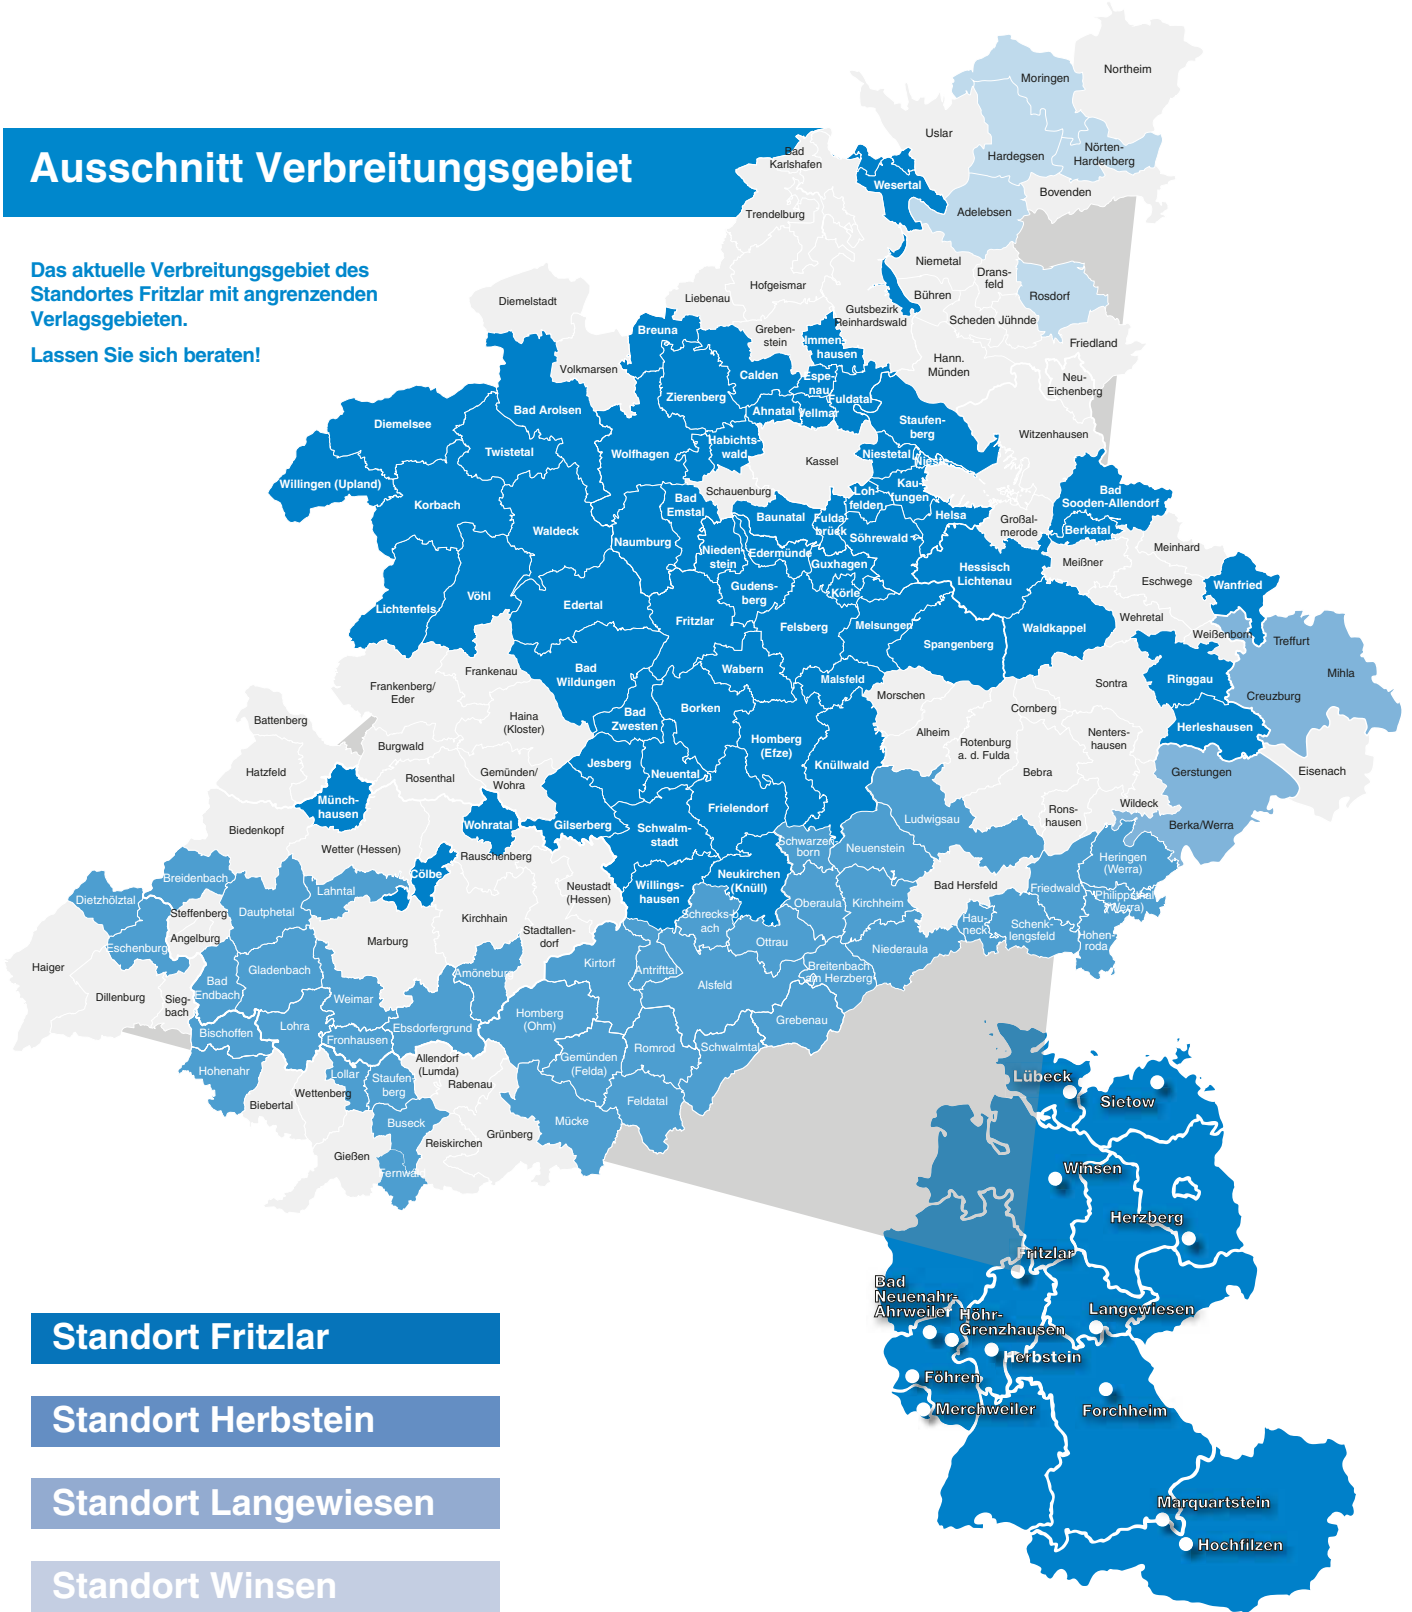 Ausschnitt Verbreitungsgebiet
Das aktuelle Verbreitungsgebiet des
Standortes Fritzlar mit angrenzenden
Verlagsgebieten.
Lassen Sie sich beraten!
Northeim
Moringen
Uslar
Hardegsen
Nörten-
Hardenberg
Bovenden
Bad
Karlshafen
Wesertal
Adelebsen
Trendelburg
Niemetal
Drans-
feld
Hofgeismar
Bühren
Rosdorf
Diemelstadt
Liebenau
Gutsbezirk
Reinhardswald
Scheden
Jühnde
Breuna
Greben-
stein
Immen-
hausen
Friedland
Volkmarsen
Hann.
Münden
Calden
Espe-
nau
Neu-
Eichenberg
Zierenberg
Fuldatal
Bad Arolsen
Ahnatal
Vellmar
Diemelsee
Staufen-
berg
Witzenhausen
Twistetal
Wolfhagen
Habichts-
wald
Kassel
Niestetal
Nieste
Willingen (Upland)
Schauenburg
Loh-
felden
Kau-
fungen
Bad
Sooden-Allendorf
Korbach
Bad
Emstal
Baunatal
Fulda-
brück
Helsa
Großal-
merode
Berkatal
Waldeck
Naumburg
Söhrewald
Nieden-
stein
Edermünde
Meinhard
Guxhagen
Hessisch
Lichtenau
Meißner
Eschwege
Wanfried
Gudens-
berg
Körle
Vöhl
Edertal
Lichtenfels
Fritzlar
Felsberg
Melsungen
Waldkappel
Wehretal
Weißenborn
Treffurt
Spangenberg
Frankenau
Bad
Wildungen
Wabern
Malsfeld
Ringgau
Mihla
Frankenberg/
Eder
Sontra
Creuzburg
Morschen
Cornberg
Battenberg
Haina
(Kloster)
Bad
Zwesten
Borken
Herleshausen
Burgwald
Homberg
(Efze)
Alheim
Rotenburg
a. d. Fulda
Nenters-
hausen
Hatzfeld
Rosenthal
Gemünden/
Wohra
Jesberg
Neuental
Knüllwald
Bebra
Gerstungen
Eisenach
Münch-
hausen
Frielendorf
Wildeck
Biedenkopf
Wohratal
Gilserberg
Schwalm-
stadt
Ludwigsau
Rons-
hausen
Berka/Werra
Wetter (Hessen)
Rauschenberg
Schwarzen-
born
Neuenstein
Heringen
(Werra)
Breidenbach
Cölbe
Neustadt
(Hessen)
Willings-
hausen
Neukirchen
(Knüll)
Bad Hersfeld
Friedwald
Philippsthal
(Werra)
Dietzhölztal
Lahntal
Steffenberg
Dautphetal
Kirchhain
Schrecks-
bach
Oberaula
Kirchheim
Hau-
neck
Schenk-
lengsfeld
Hohen-
roda
Angelburg
Marburg
Stadtallen-
dorf
Eschenburg
Ottrau
Niederaula
Haiger
Gladenbach
Amöneburg
Kirtorf
Antrifttal
Breitenbach
am Herzberg
Bad
Endbach
Dillenburg
Sieg-
bach
Weimar
Alsfeld
Homberg
(Ohm)
Grebenau
Bischoffen
Lohra
Fronhausen
Ebsdorfergrund
Romrod
Schwalmtal
Hohenahr
Allendorf
(Lumda)
Gemünden
(Felda)
Lollar
Staufen-
berg
Rabenau
Wettenberg
Biebertal
Feldatal
Buseck
Mücke
Grünberg
Reiskirchen
Gießen
Fernwald
Lübeck
Sietow
Winsen
Herzberg
Fritzlar
Bad
Neuenahr-
Ahrweiler
Höhr-
Grenzhausen
Langewiesen
Herbstein
Föhren
Merchweiler
Forchheim
Marquartstein
Hochfilzen
Standort Fritzlar
Standort Herbstein
Standort Langewiesen
Standort Winsen